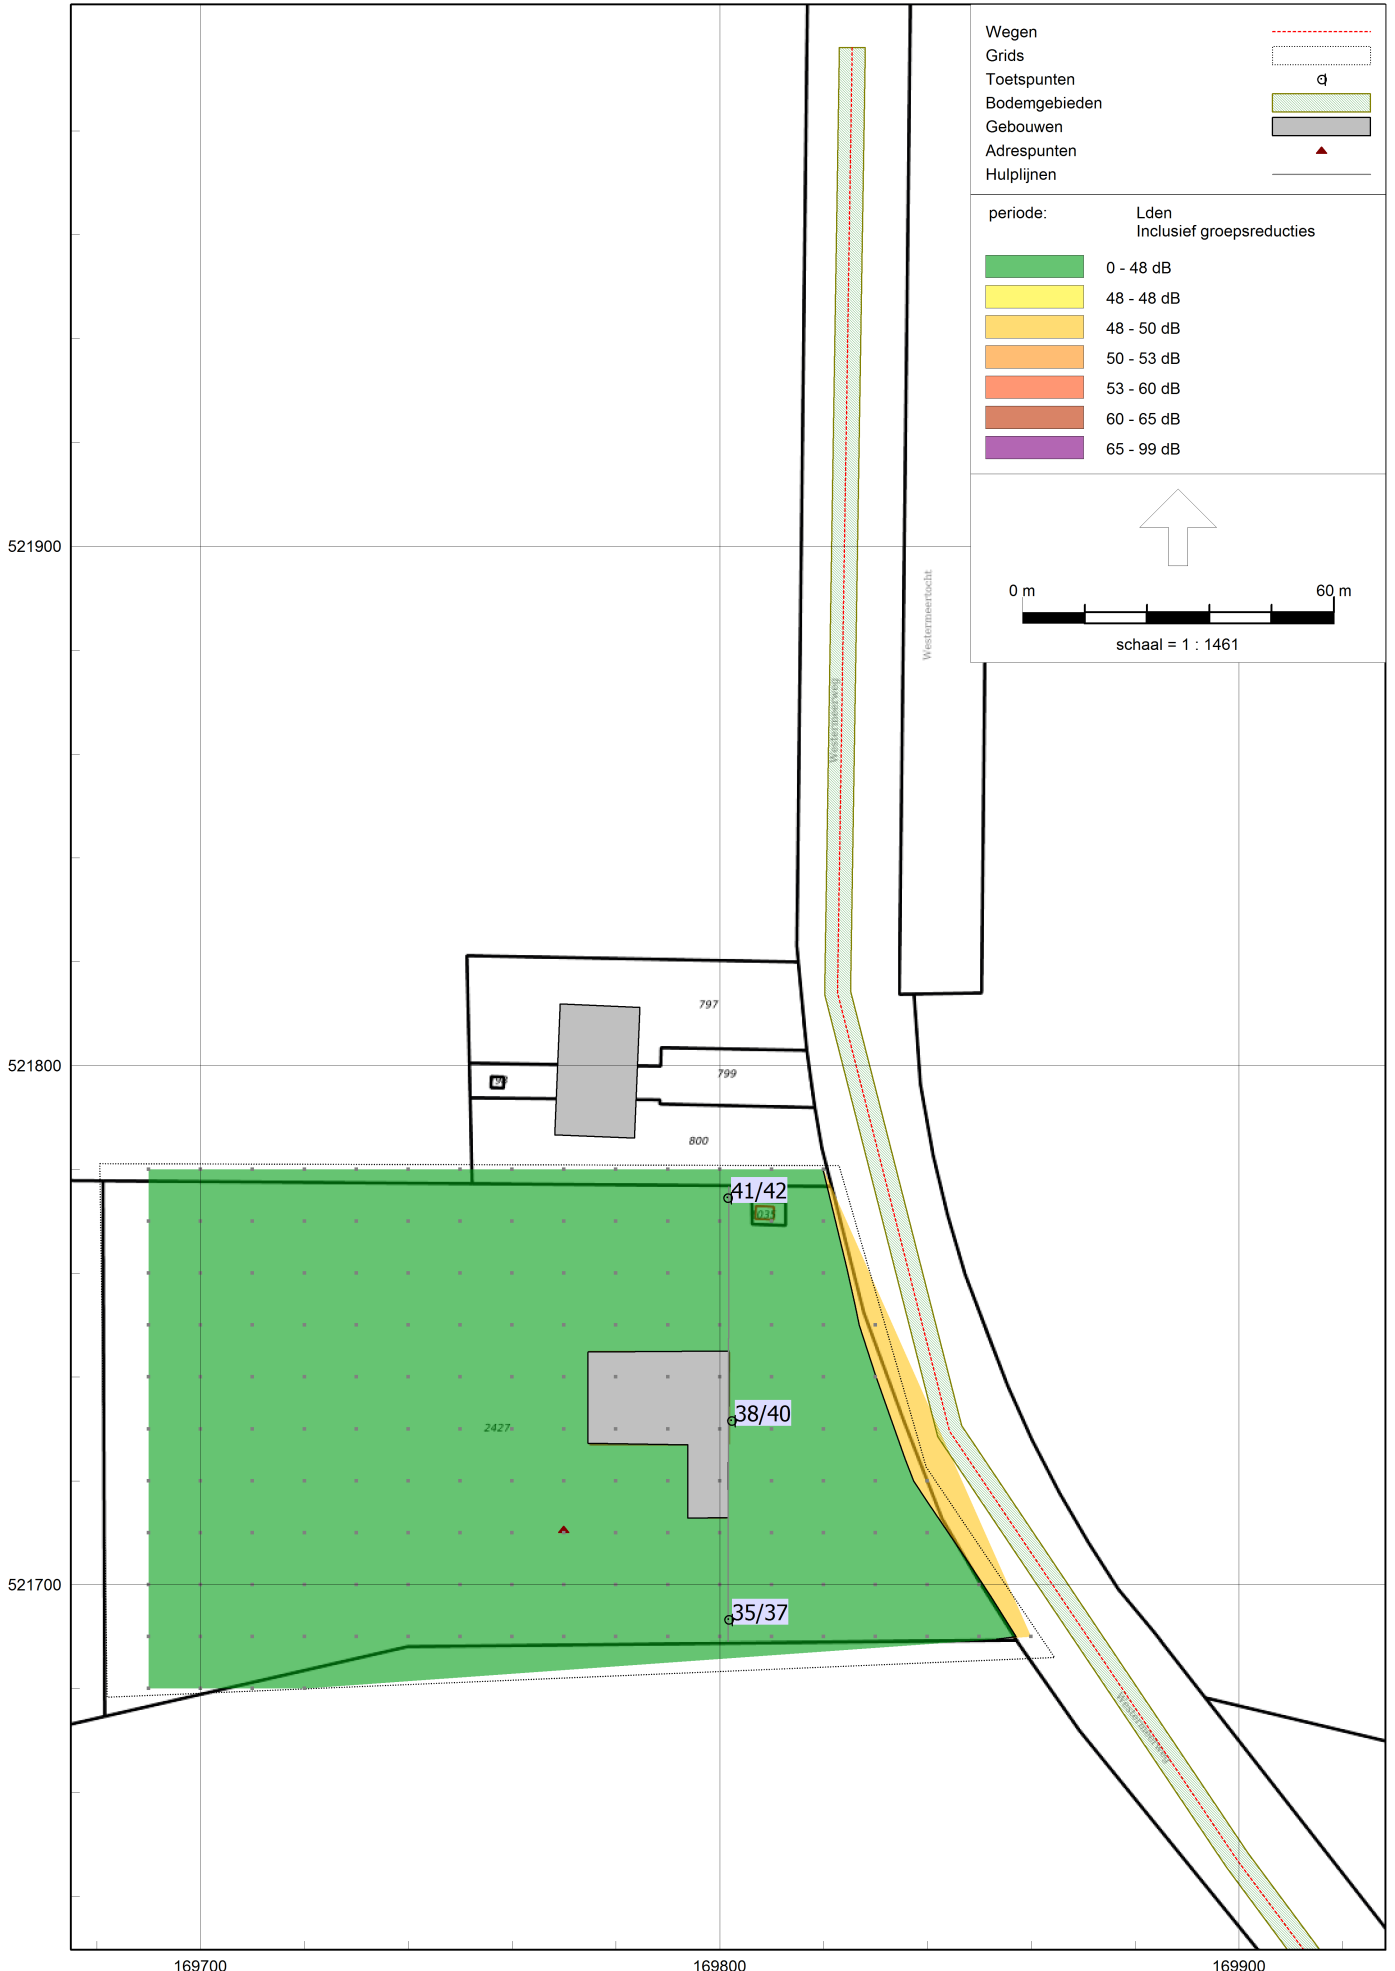 Wegen
Grids
Toetspunten
Bodemgebieden
Gebouwen
Adrespunten
Hulplijnen
periode: Lden
Inclusief groepsreducties
0 - 48 dB
48 - 48 dB
48 - 50 dB
50 - 53 dB
53 - 60 dB
60 - 65 dB
65 - 99 dB
0 m 60 m
schaal = 1 : 1461
521900
Westermeertocht
Westermeerweg
797
521800
799
800
41/42
38/40
2427
521700
35/37
Westermeerweg
169700 169800 169900